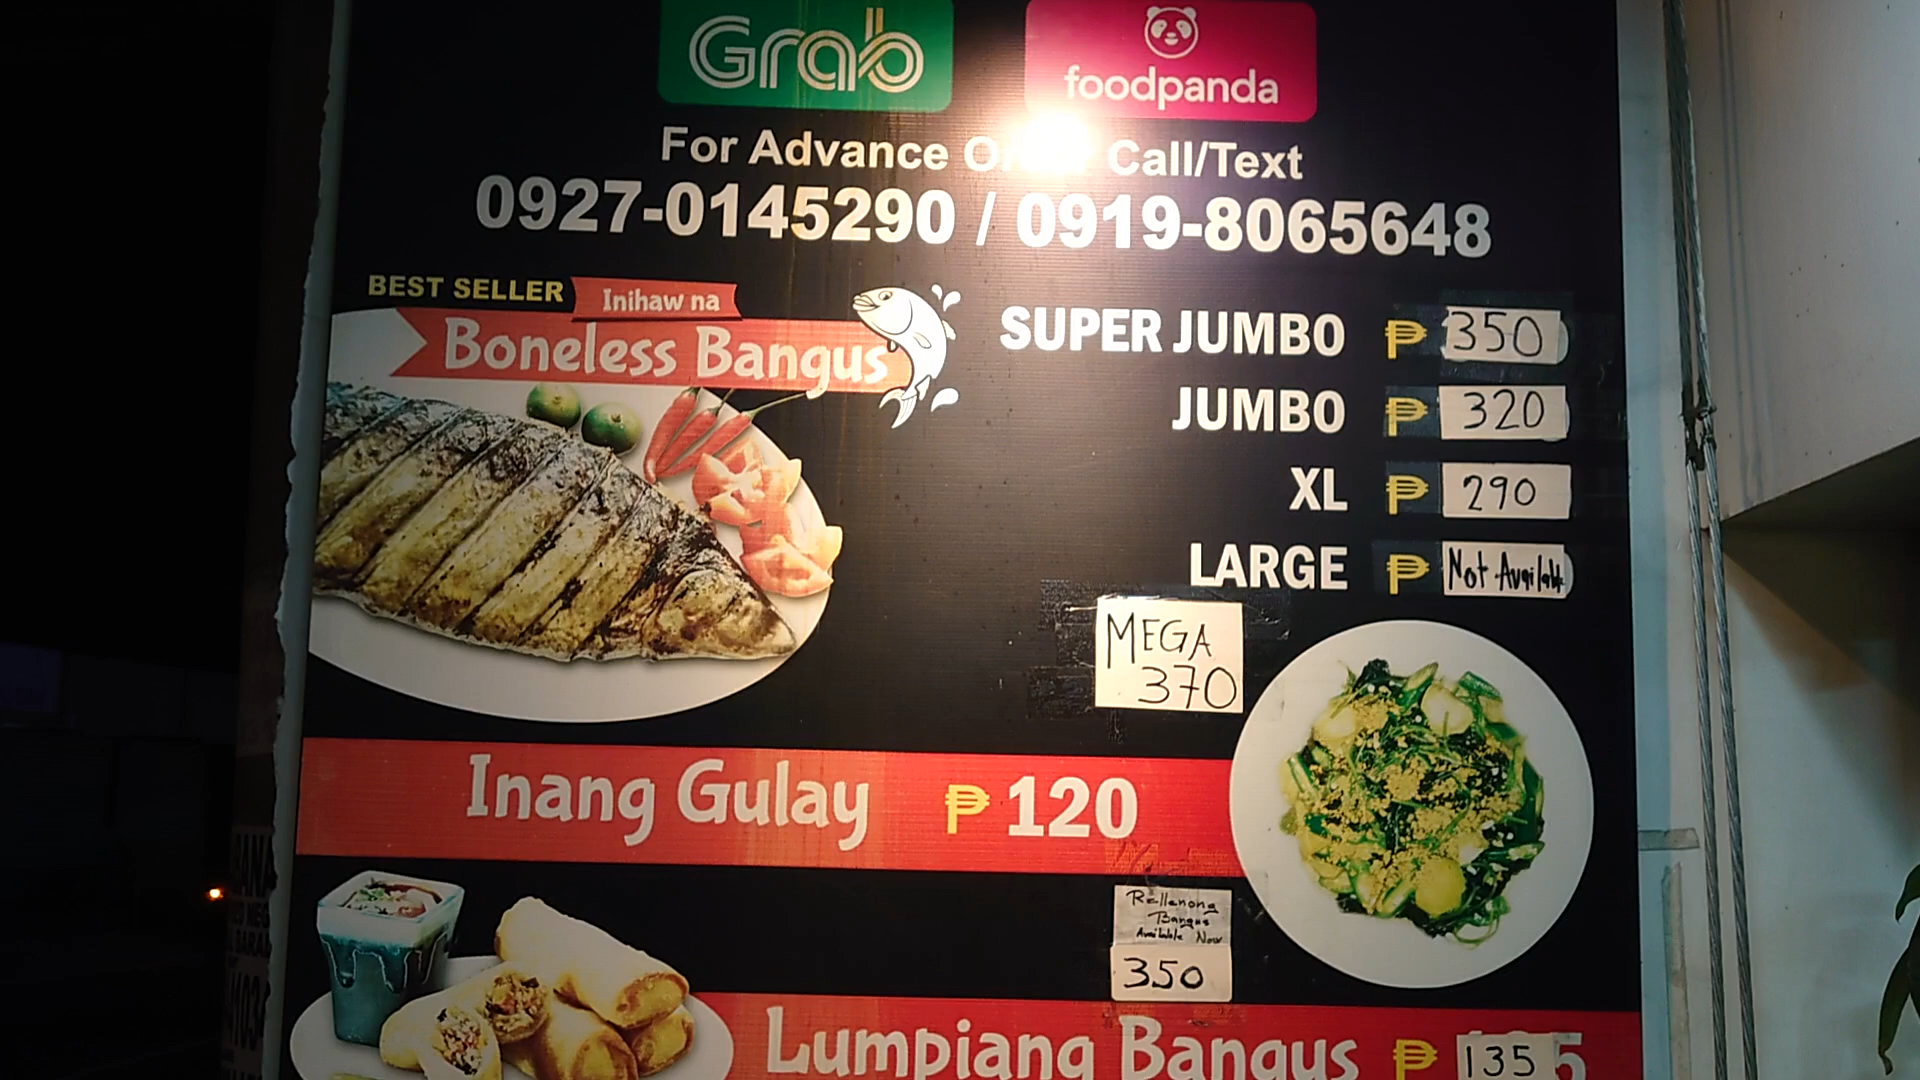 Grab
foodpanda
For Advance Order Call/Text
0927-0145290 / 0919-8065648
BEST SELLER
Inihaw na
Boneless Bangus
SUPER JUMBO ₱ 350
JUMBO ₱ 320
XL ₱ 290
LARGE ₱ Not Available
MEGA
370
Inang Gulay ₱ 120
Rellenong
Bangus
Available Now
350
Lumpiang Bangus ₱ 135